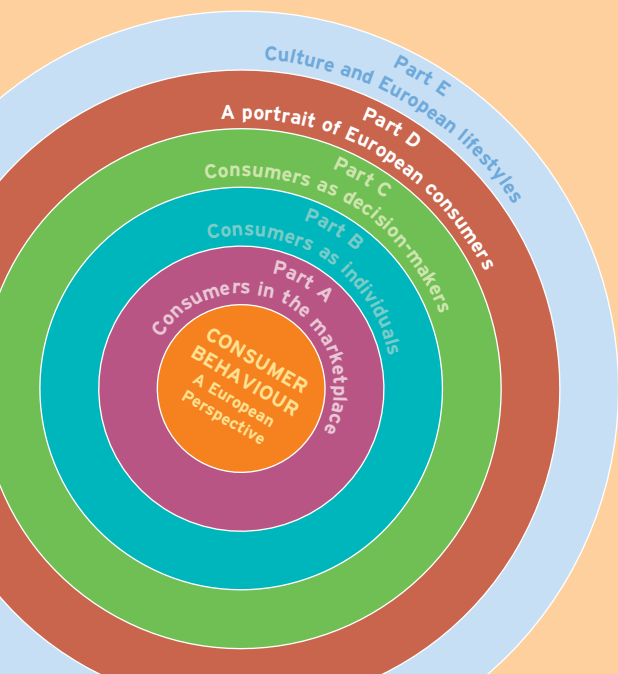 Part E
Culture and European lifestyles
Part D
A portrait of European consumers
Part C
Consumers as decision-makers
Part B
Consumers as individuals
Part A
Consumers in the marketplace
CONSUMER
BEHAVIOUR
A European
Perspective